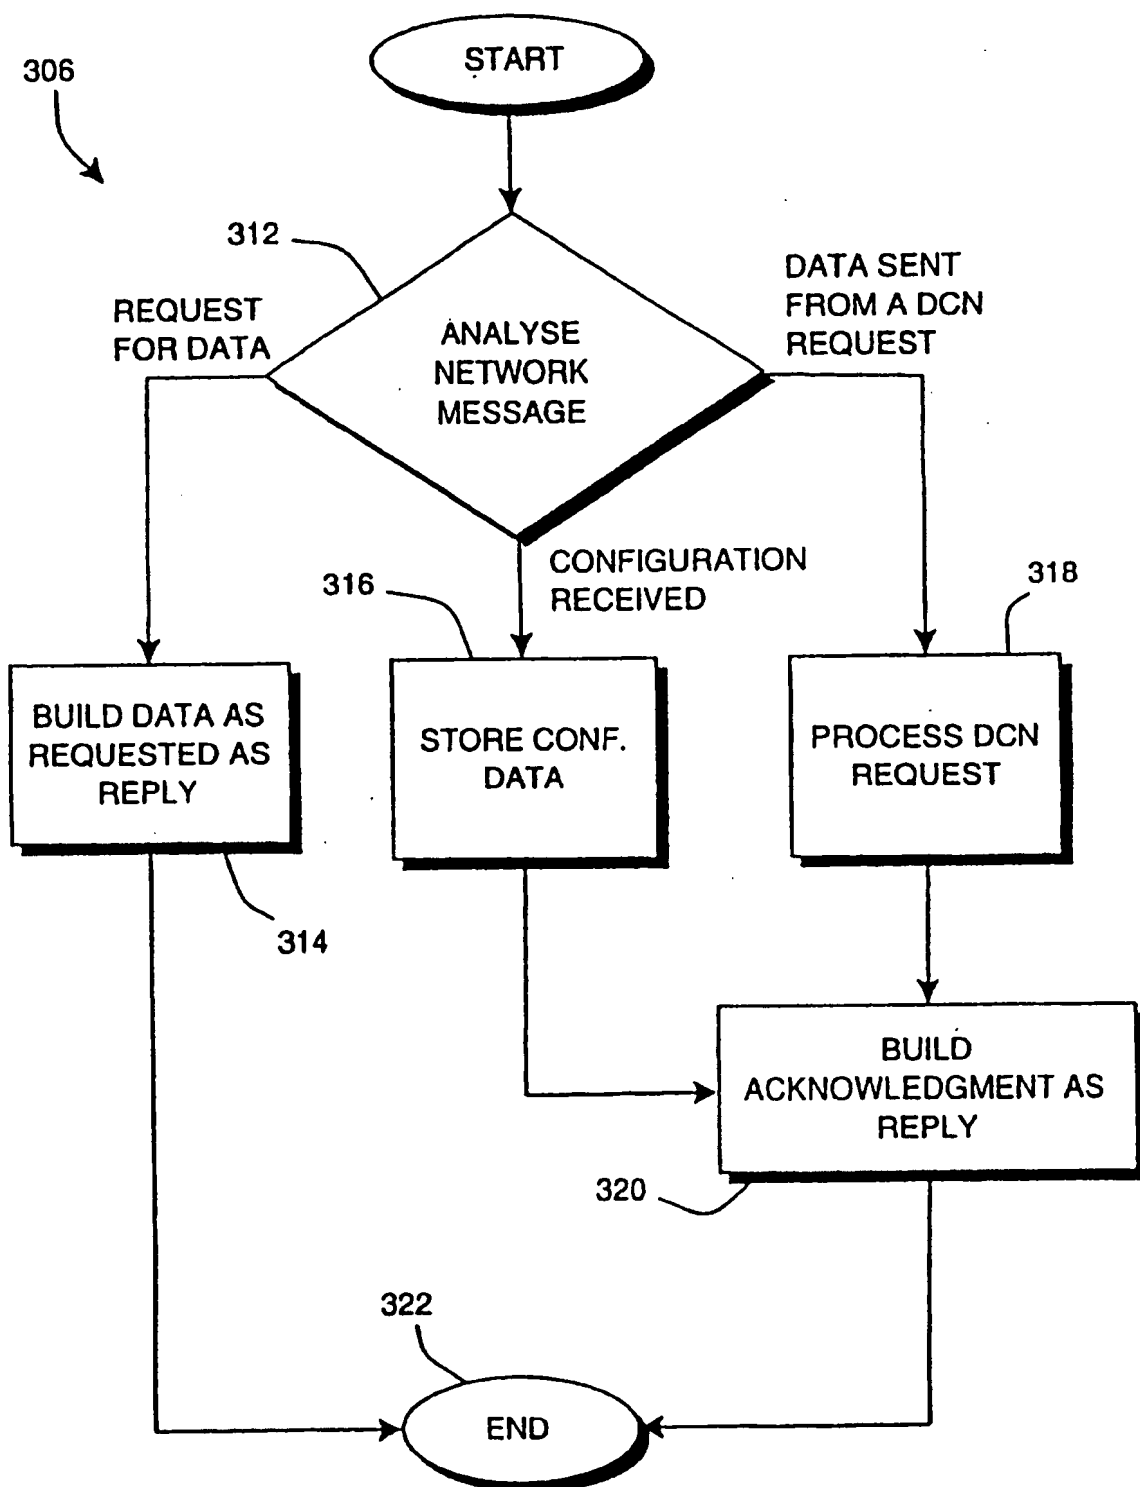 START
306
312
REQUEST
FOR DATA
ANALYSE
NETWORK
MESSAGE
DATA SENT
FROM A DCN
REQUEST
CONFIGURATION
RECEIVED
316
318
BUILD DATA AS
REQUESTED AS
REPLY
STORE CONF.
DATA
PROCESS DCN
REQUEST
314
BUILD
ACKNOWLEDGMENT AS
REPLY
320
322
END